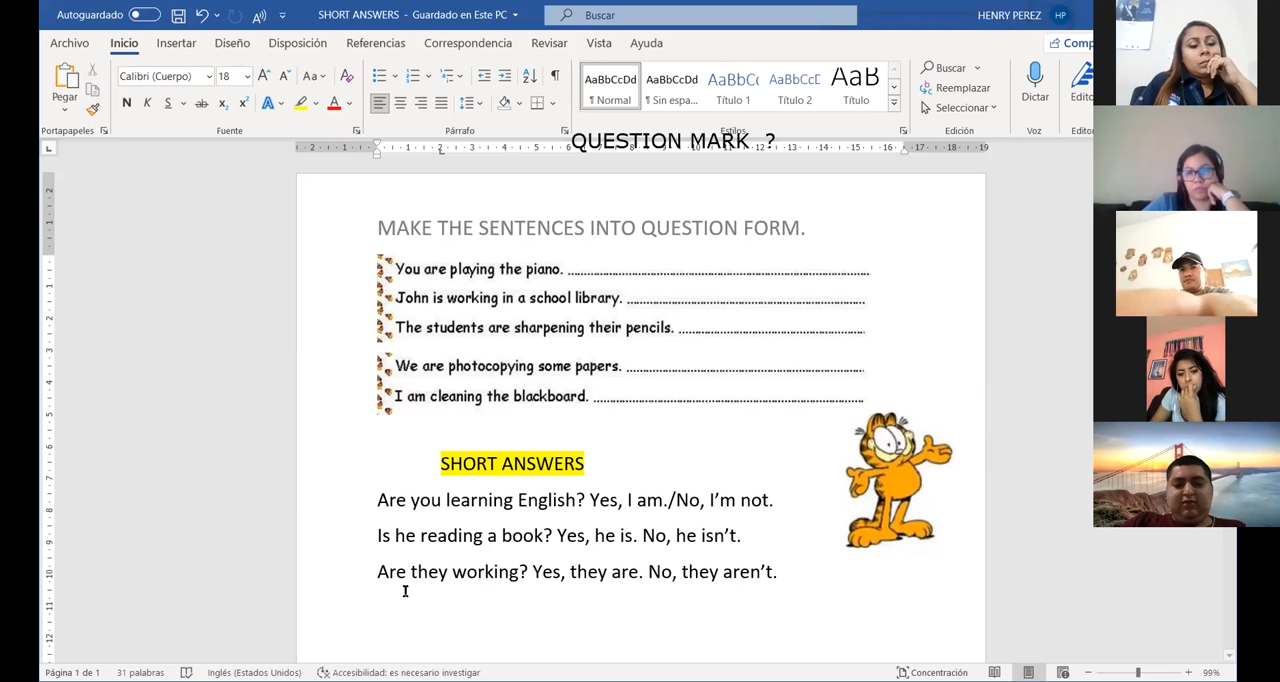 Autoguardado
SHORT ANSWERS - Guardado en Este PC
Buscar
HENRY PEREZ HP
Archivo Inicio Insertar Diseño Disposición Referencias Correspondencia Revisar Vista Ayuda
Comp
Pegar
Calibri (Cuerpo) 18
N K S ab
AaBbCcDd AaBbCcDd AaBbC AaBbCcD AaB
¶ Normal ¶ Sin espa... Título 1 Título 2 Título
Buscar
Reemplazar
Seleccionar
Dictar
Edito
Portapapeles Fuente Párrafo Estilos Edición Voz
QUESTION MARK ?
MAKE THE SENTENCES INTO QUESTION FORM.
You are playing the piano.
John is working in a school library.
The students are sharpening their pencils.
We are photocopying some papers.
I am cleaning the blackboard.
SHORT ANSWERS
Are you learning English? Yes, I am./No, I’m not.
Is he reading a book? Yes, he is. No, he isn’t.
Are they working? Yes, they are. No, they aren’t.
Página 1 de 1 31 palabras Inglés (Estados Unidos) Accesibilidad: es necesario investigar Concentración 99%